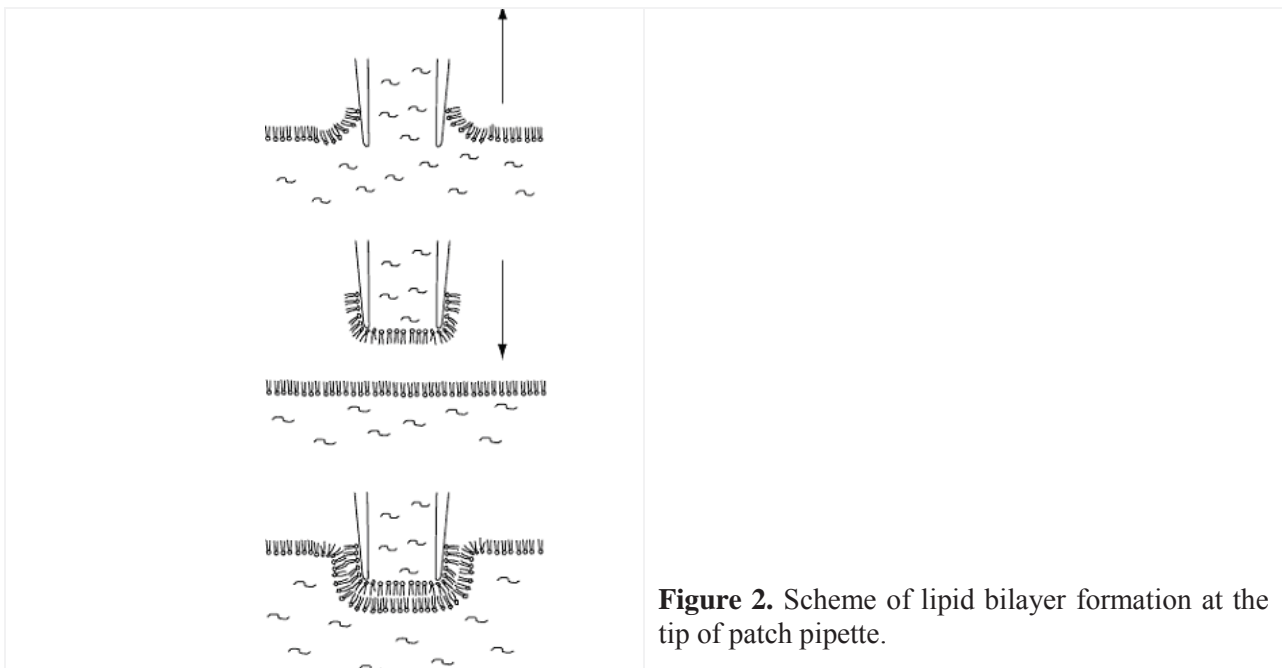 Figure 2. Scheme of lipid bilayer formation at the
tip of patch pipette.